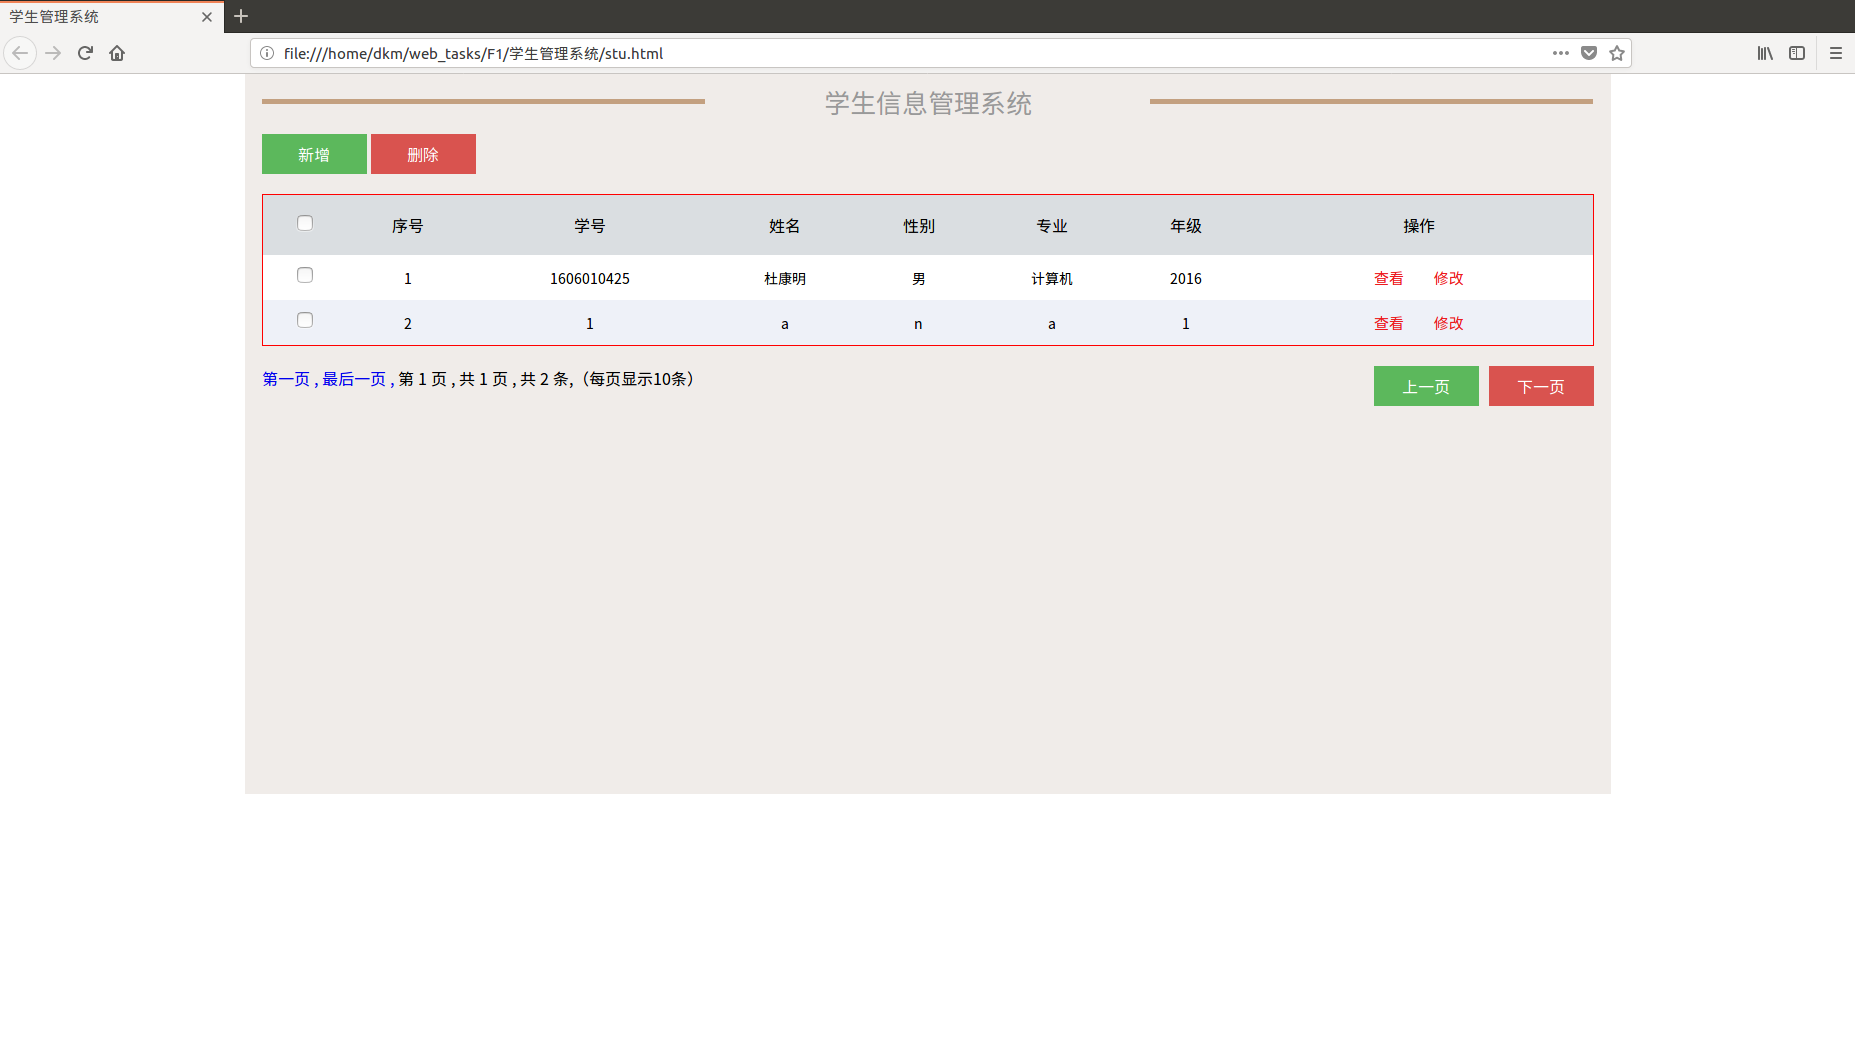 学生管理系统
file:///home/dkm/web_tasks/F1/学生管理系统/stu.html
学生信息管理系统
新增 删除
序号 学号 姓名 性别 专业 年级 操作
1 1606010425 杜康明 男 计算机 2016 查看 修改
2 1 a n a 1 查看 修改
第一页 , 最后一页 , 第 1 页 , 共 1 页 , 共 2 条,（每页显示10条） 上一页 下一页